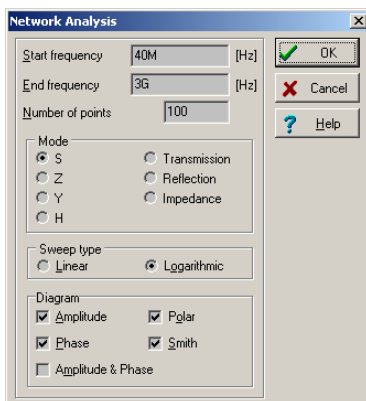 Network Analysis
Start frequency 40M [Hz]
End frequency 3G [Hz]
Number of points 100
OK
Cancel
Help
Mode
S
Z
Y
H
Transmission
Reflection
Impedance
Sweep type
Linear
Logarithmic
Diagram
Amplitude
Polar
Phase
Smith
Amplitude & Phase